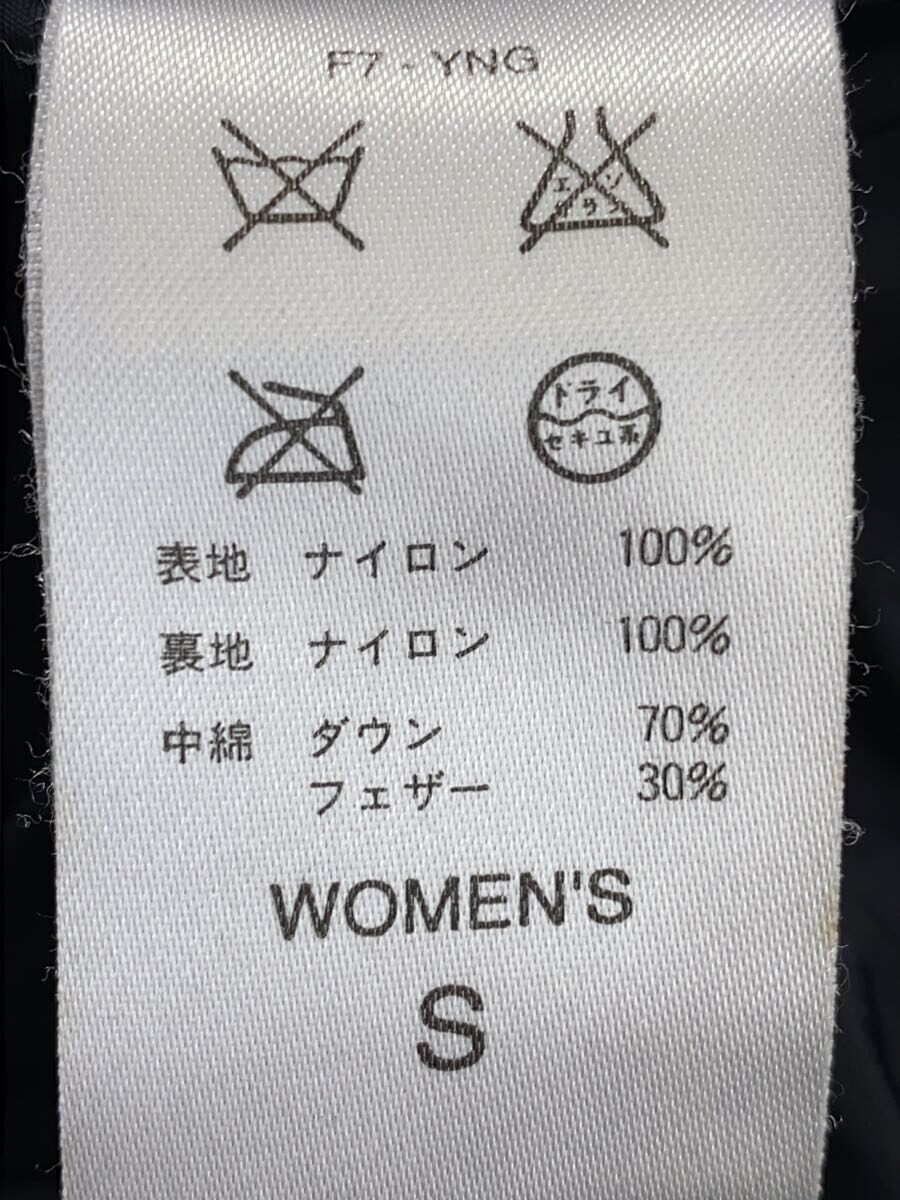 F7 - YNG
エンソ
サラシ
ドライ
セキユ系
表地 ナイロン 100%
裏地 ナイロン 100%
中綿 ダウン 70%
フェザー 30%
WOMEN'S
S